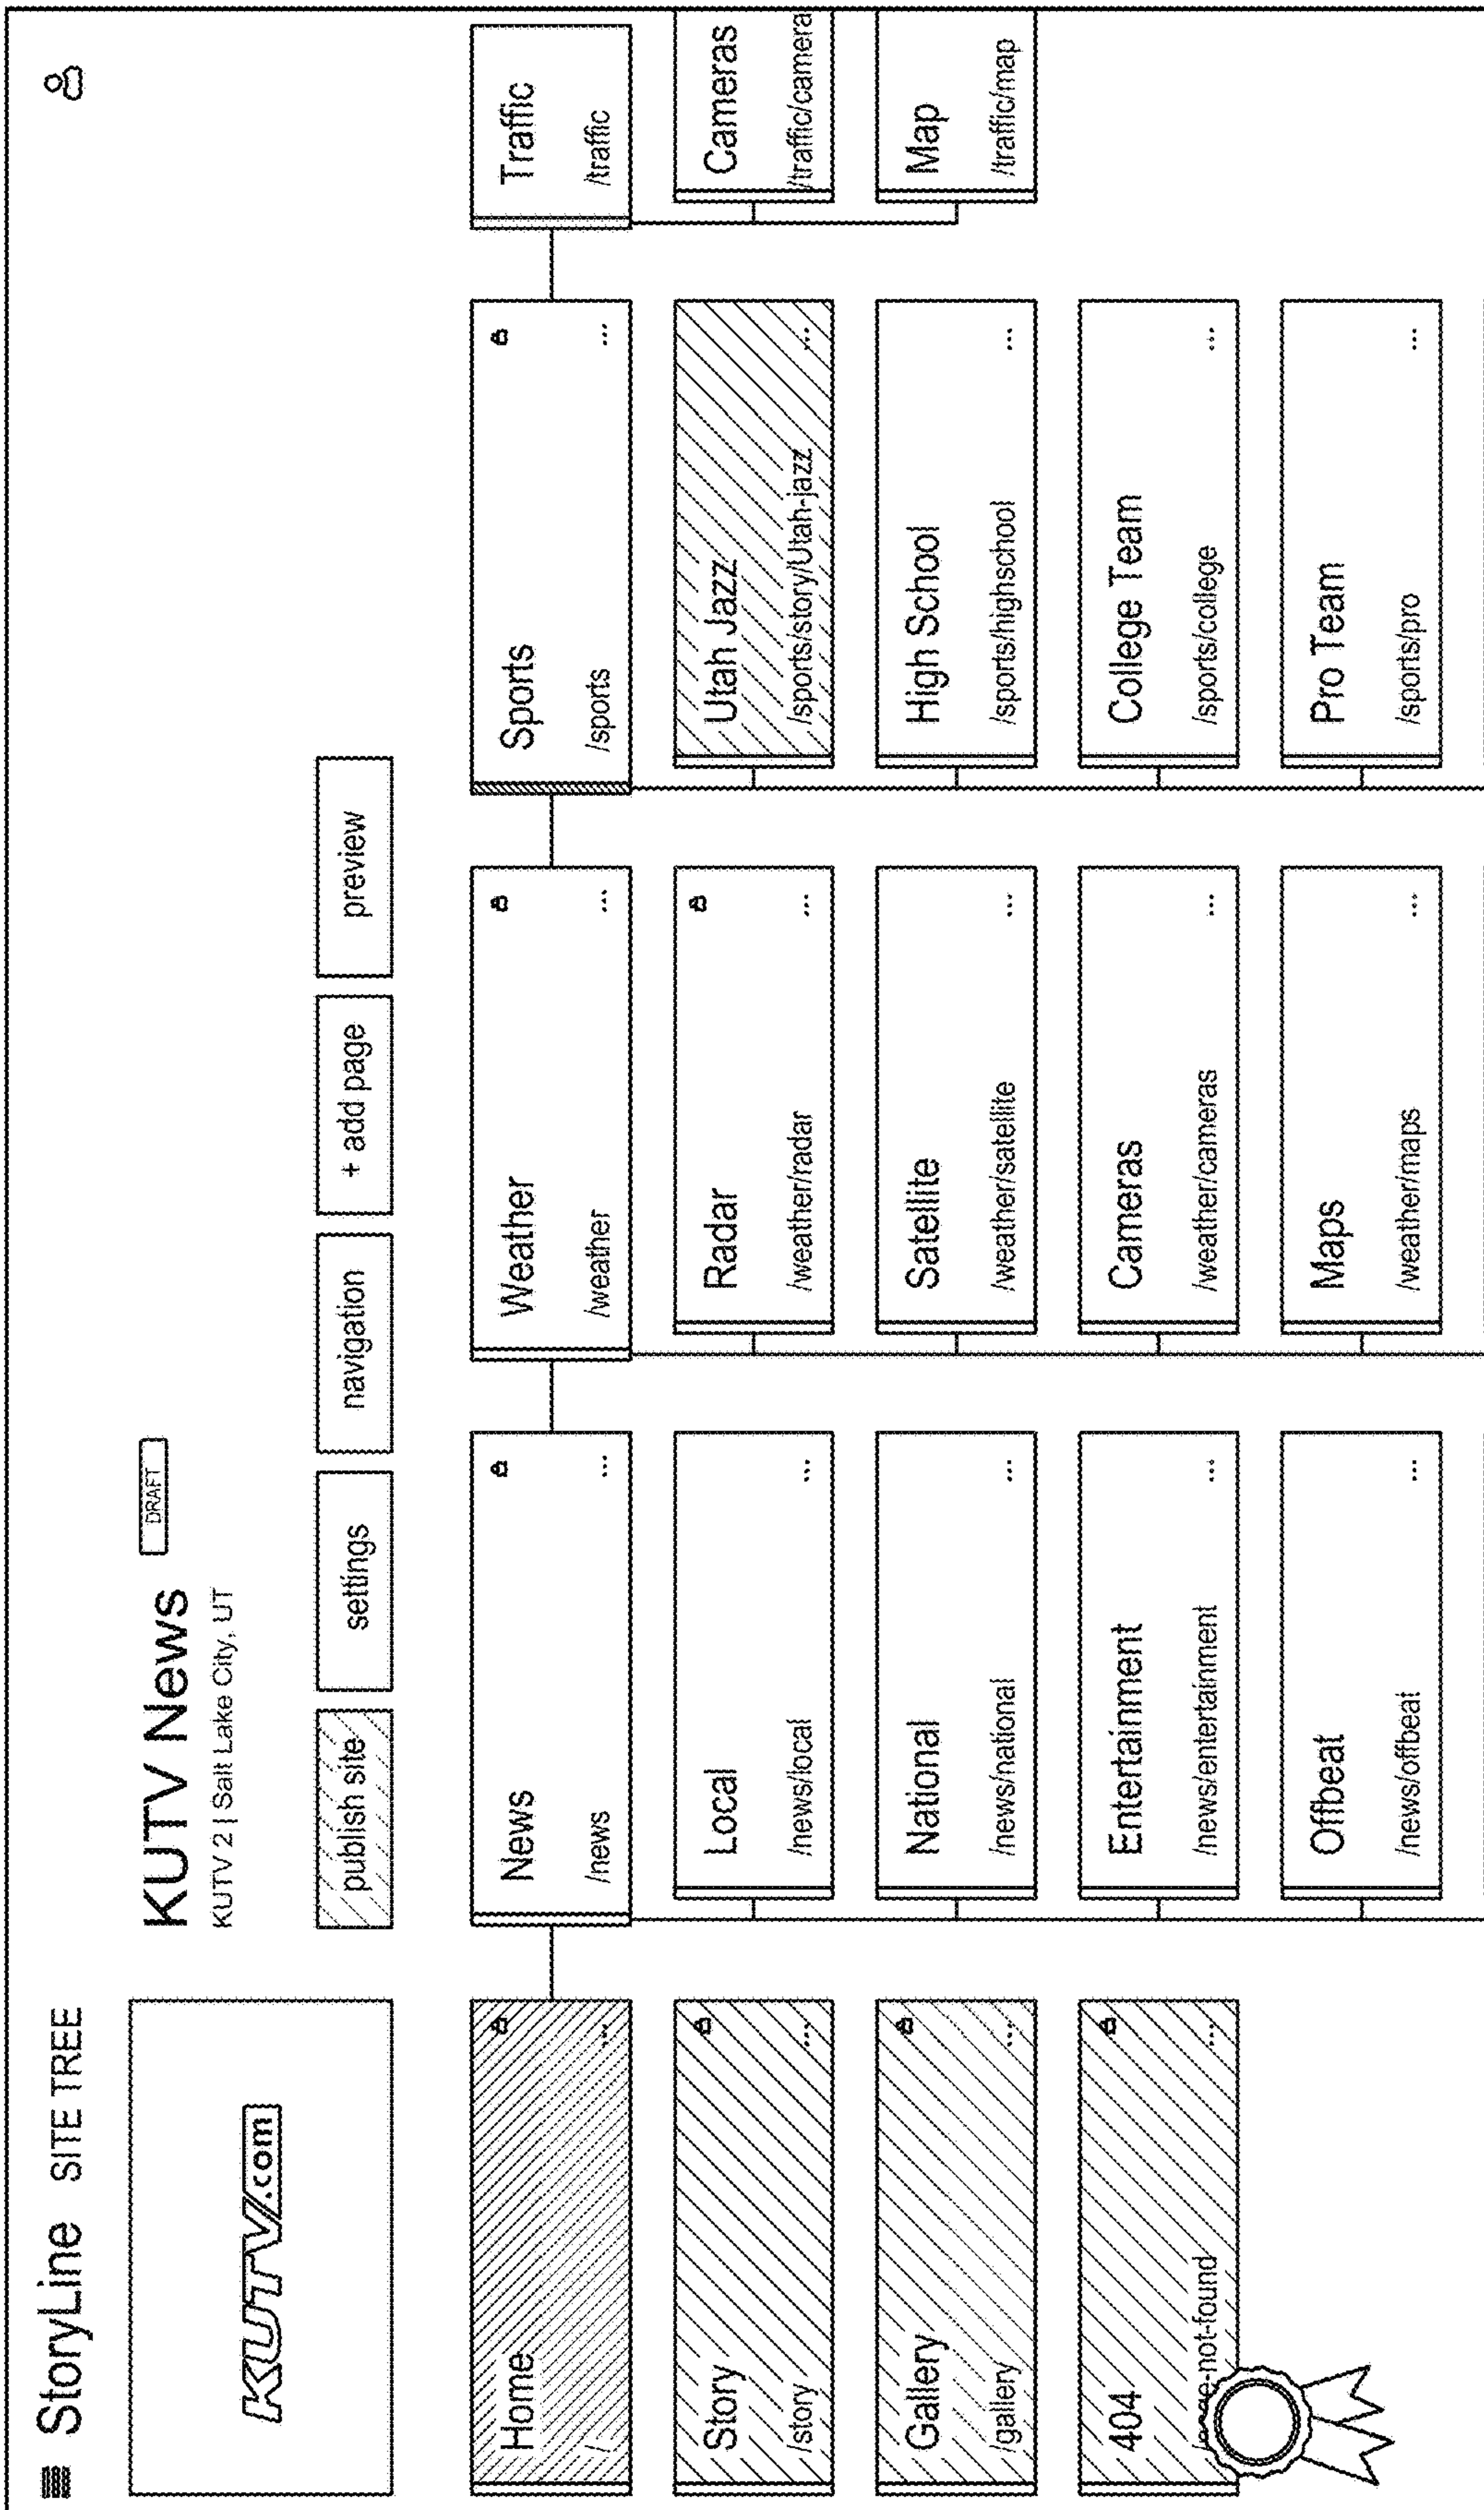 StoryLine SITE TREE
KUTV.com
KUTV News DRAFT
KUTV 2 | Salt Lake City, UT
publish site settings navigation + add page preview
Home News Weather Sports Traffic
/ /news /weather /sports /traffic
Story Local Radar Utah Jazz Cameras
/story /news/local /weather/radar /sports/story/Utah-jazz /traffic/camera
Gallery National Satellite High School Map
/gallery /news/national /weather/satellite /sports/highschool /traffic/map
404 Entertainment Cameras College Team
ge-not-found /news/entertainment /weather/cameras /sports/college
Offbeat Maps Pro Team
/news/offbeat /weather/maps /sports/pro